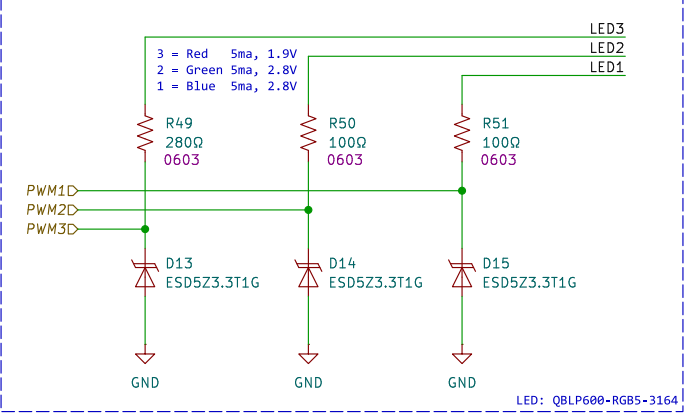 LED3
LED2
LED1
3 = Red 5ma, 1.9V
2 = Green 5ma, 2.8V
1 = Blue 5ma, 2.8V
R49
280Ω
0603
R50
100Ω
0603
R51
100Ω
0603
PWM1
PWM2
PWM3
D13
ESD5Z3.3T1G
D14
ESD5Z3.3T1G
D15
ESD5Z3.3T1G
GND
GND
GND
LED: QBLP600-RGB5-3164